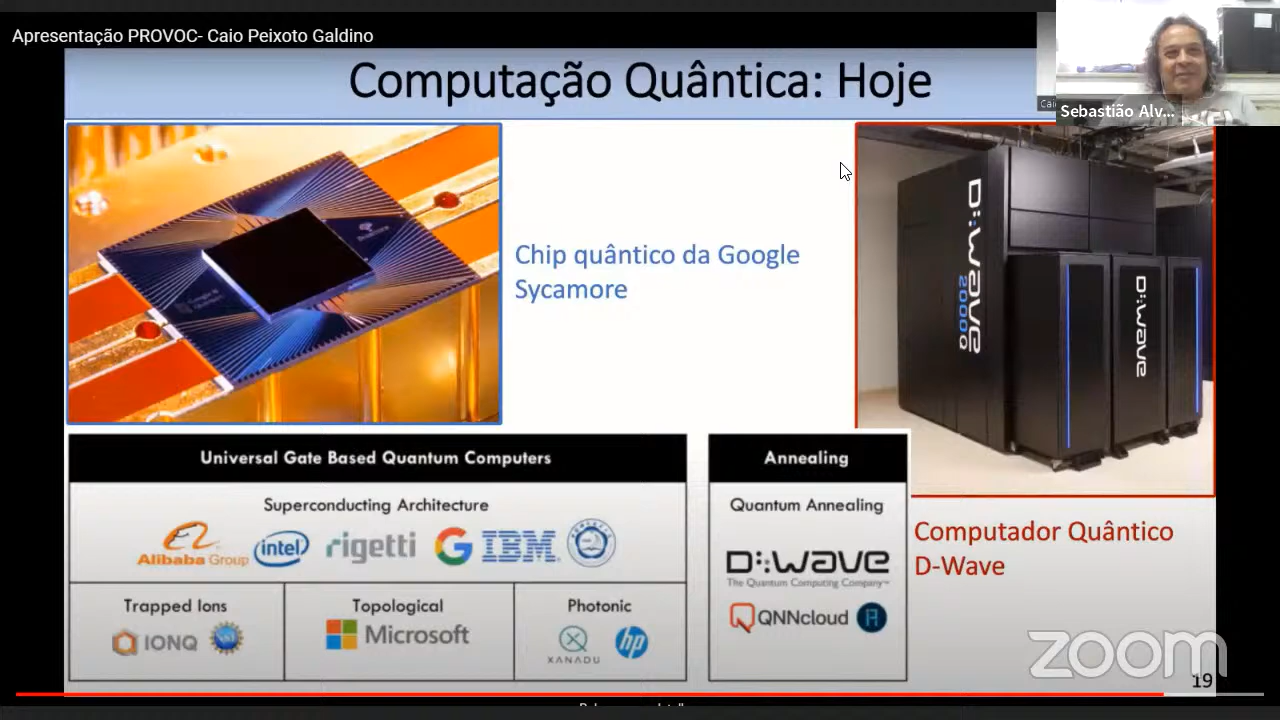 Apresentação PROVOC- Caio Peixoto Galdino
Computação Quântica: Hoje
Sebastião Alv...
Chip quântico da Google
Sycamore
D:wave
2000Q
D:wave
Universal Gate Based Quantum Computers
Superconducting Architecture
Alibaba Group
intel
rigetti
G
IBM
Trapped Ions
IONQ
Topological
Microsoft
Photonic
XANADU
hp
Annealing
Quantum Annealing
D:wave
The Quantum Computing Company™
QNNcloud
Computador Quântico
D-Wave
zoom
19